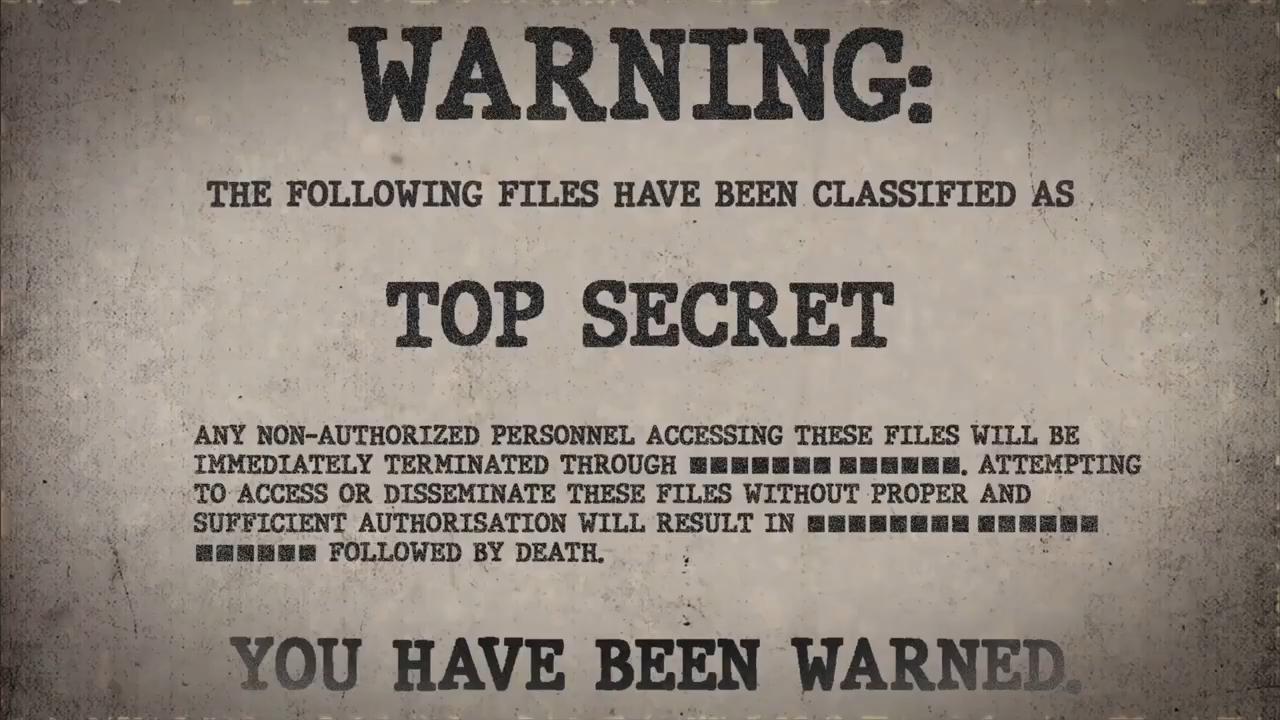 WARNING:
THE FOLLOWING FILES HAVE BEEN CLASSIFIED AS
TOP SECRET
ANY NON-AUTHORIZED PERSONNEL ACCESSING THESE FILES WILL BE
IMMEDIATELY TERMINATED THROUGH ■■■■■■■ ■■■■■■. ATTEMPTING
TO ACCESS OR DISSEMINATE THESE FILES WITHOUT PROPER AND
SUFFICIENT AUTHORISATION WILL RESULT IN ■■■■■■■■ ■■■■■■
■■■■■■ FOLLOWED BY DEATH.
YOU HAVE BEEN WARNED.